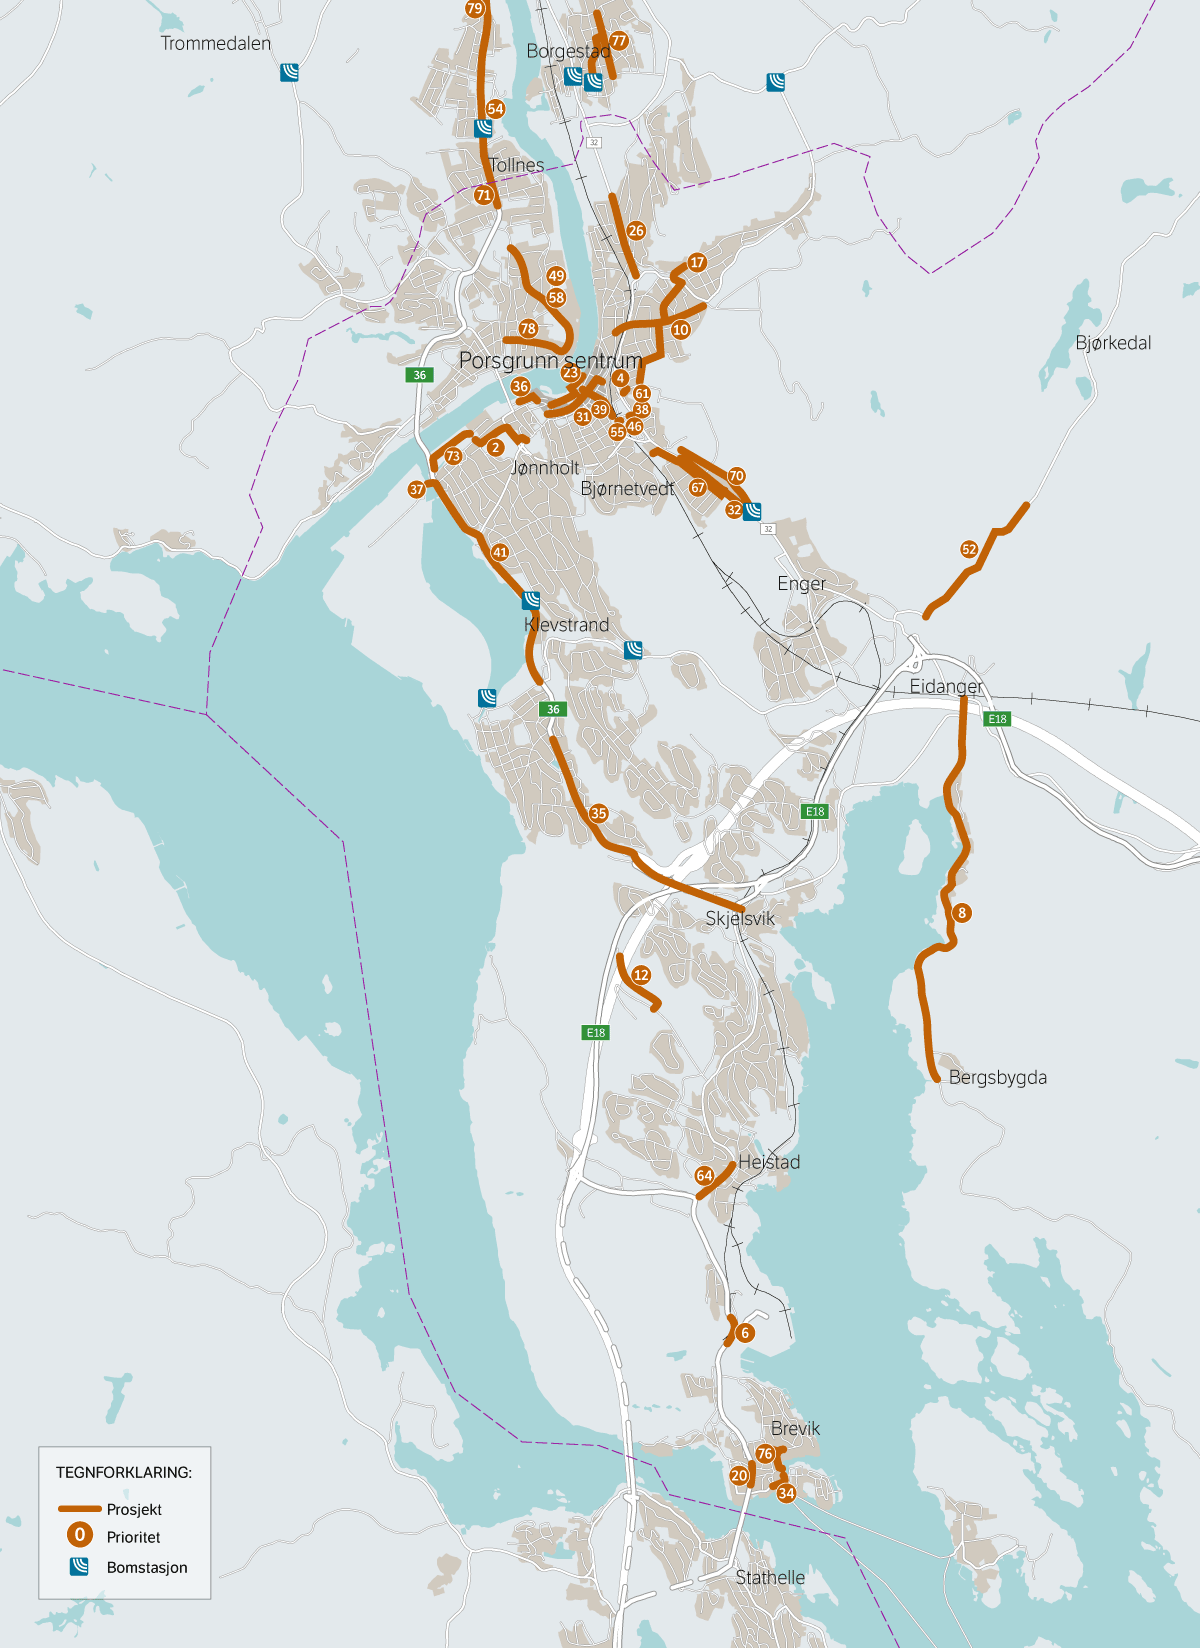 79
Trommedalen
77
Borgestad
54
32
Tollnes
71
26
17
49
58
10
78
Porsgrunn sentrum
Bjørkedal
36
23
4
36
61
39
38
31
46
55
2
73
Jønnholt
70
Bjørnetvedt
67
37
32
32
52
41
Enger
Klevstrand
Eidanger
36
E18
35
E18
8
Skjelsvik
12
E18
Bergsbygda
Heistad
64
6
Brevik
76
20
34
TEGNFORKLARING:
Prosjekt
0 Prioritet
Bomstasjon
Stathelle